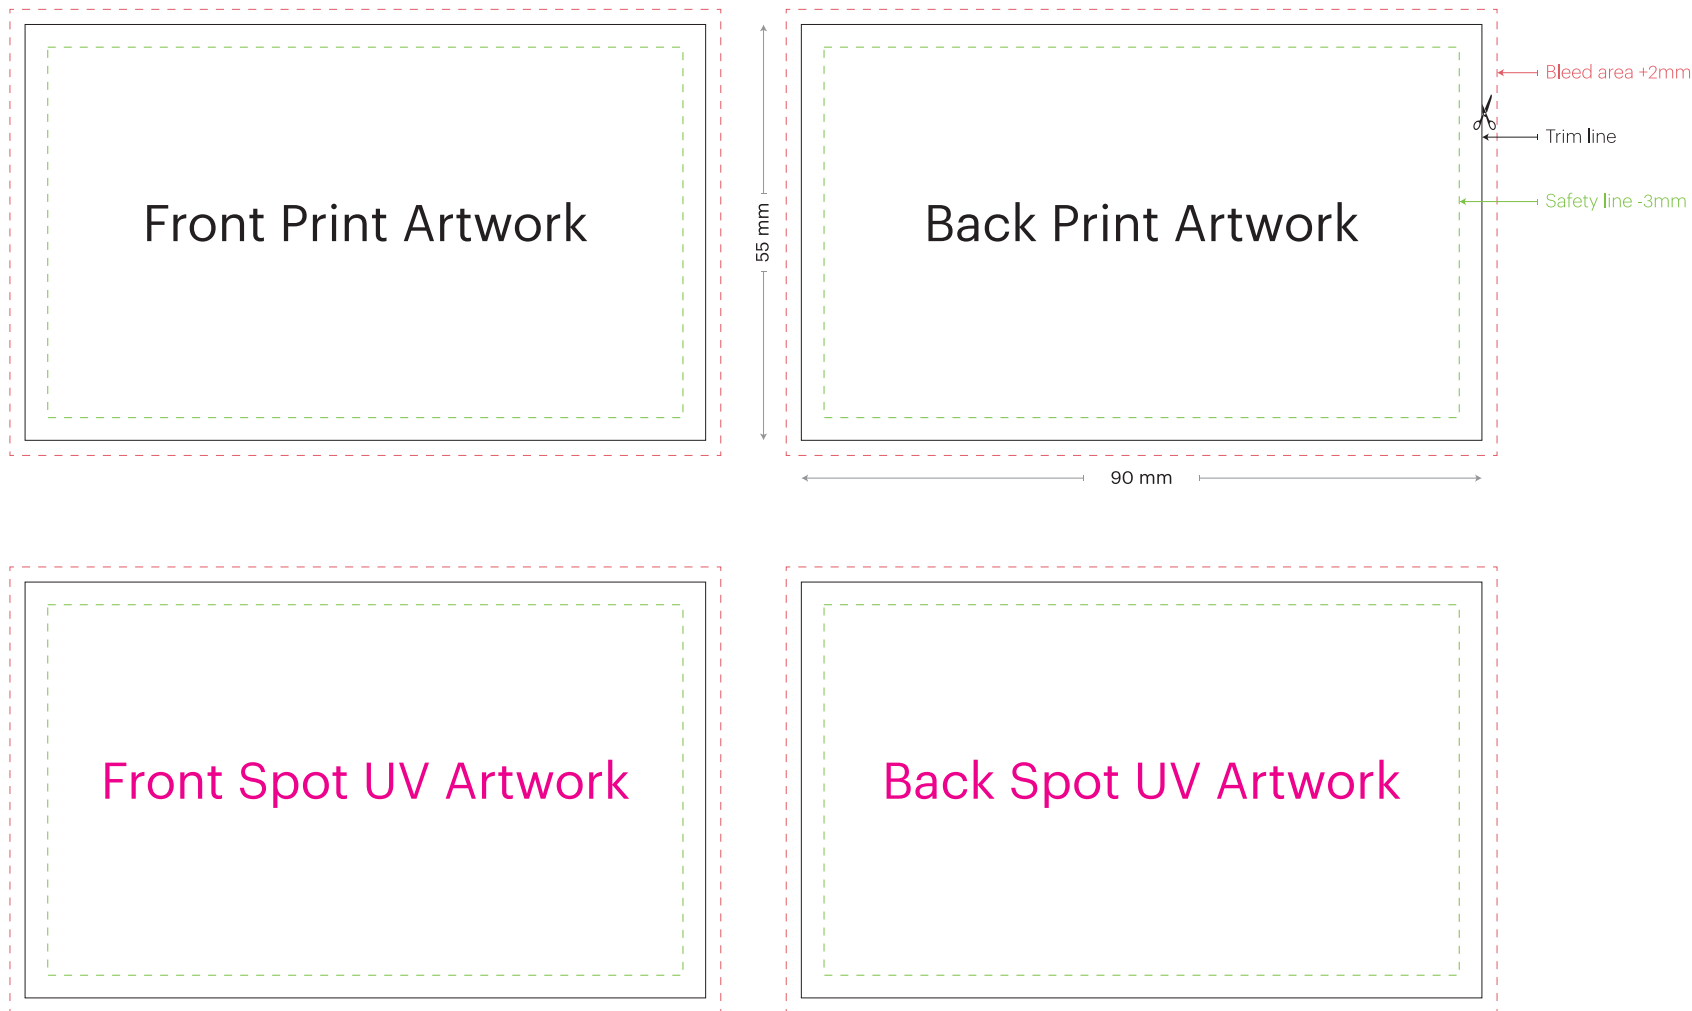 Front Print Artwork
55 mm
Back Print Artwork
Bleed area +2mm
Trim line
Safety line -3mm
90 mm
Front Spot UV Artwork
Back Spot UV Artwork